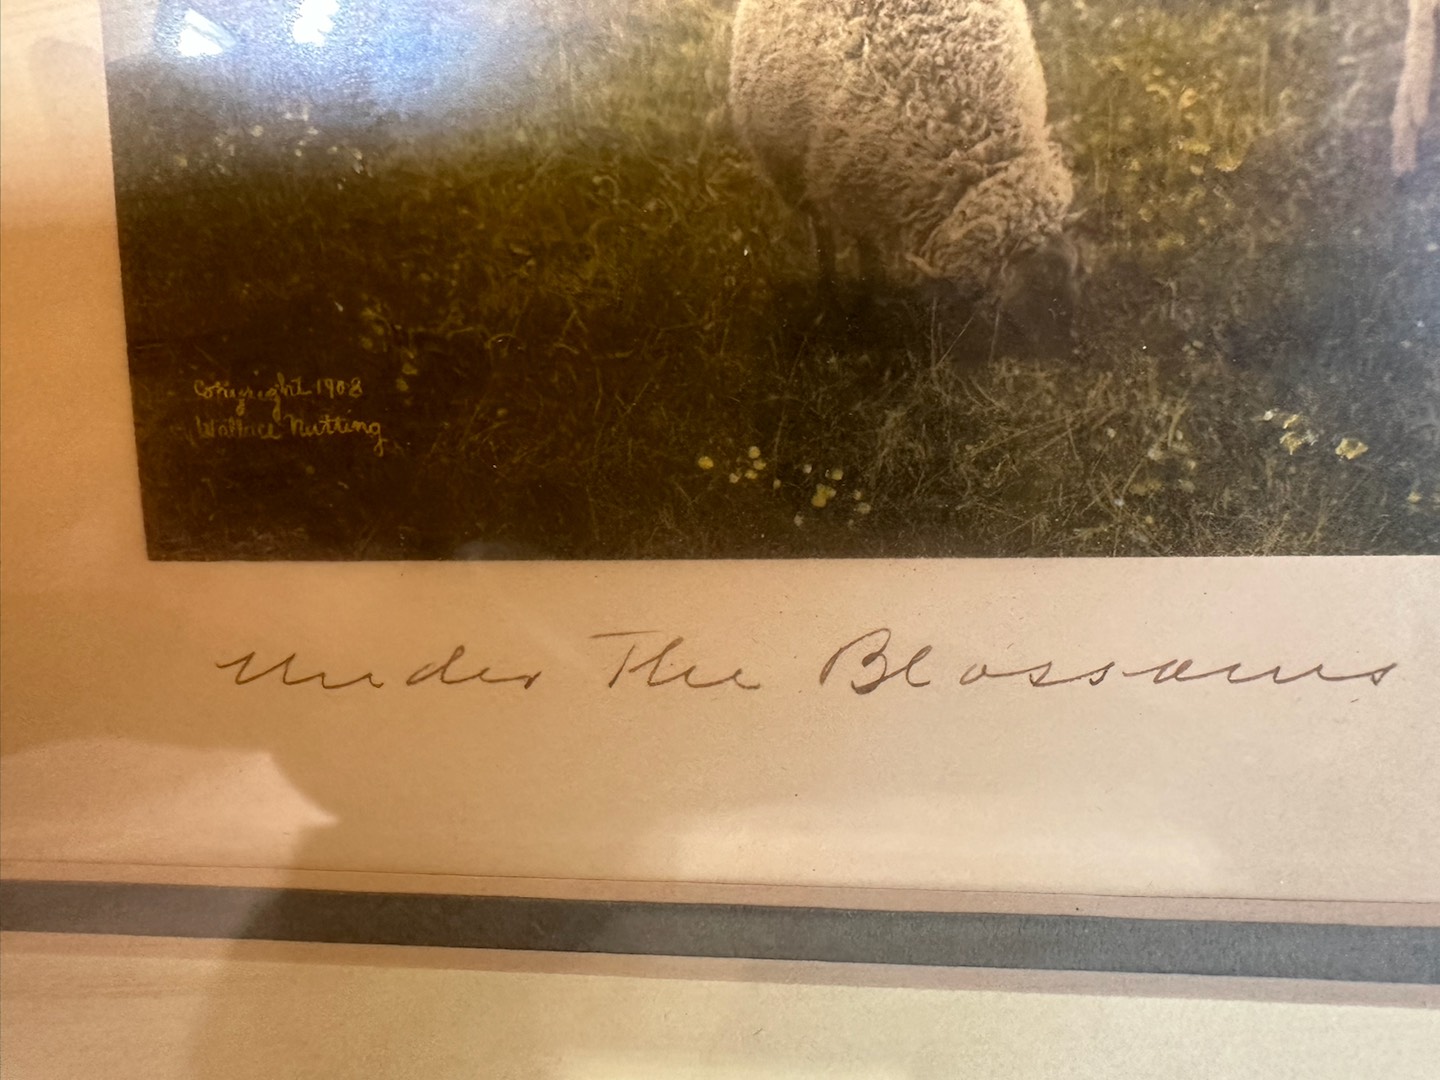 Copyright 1908
Wallace Nutting
Under The Blossoms